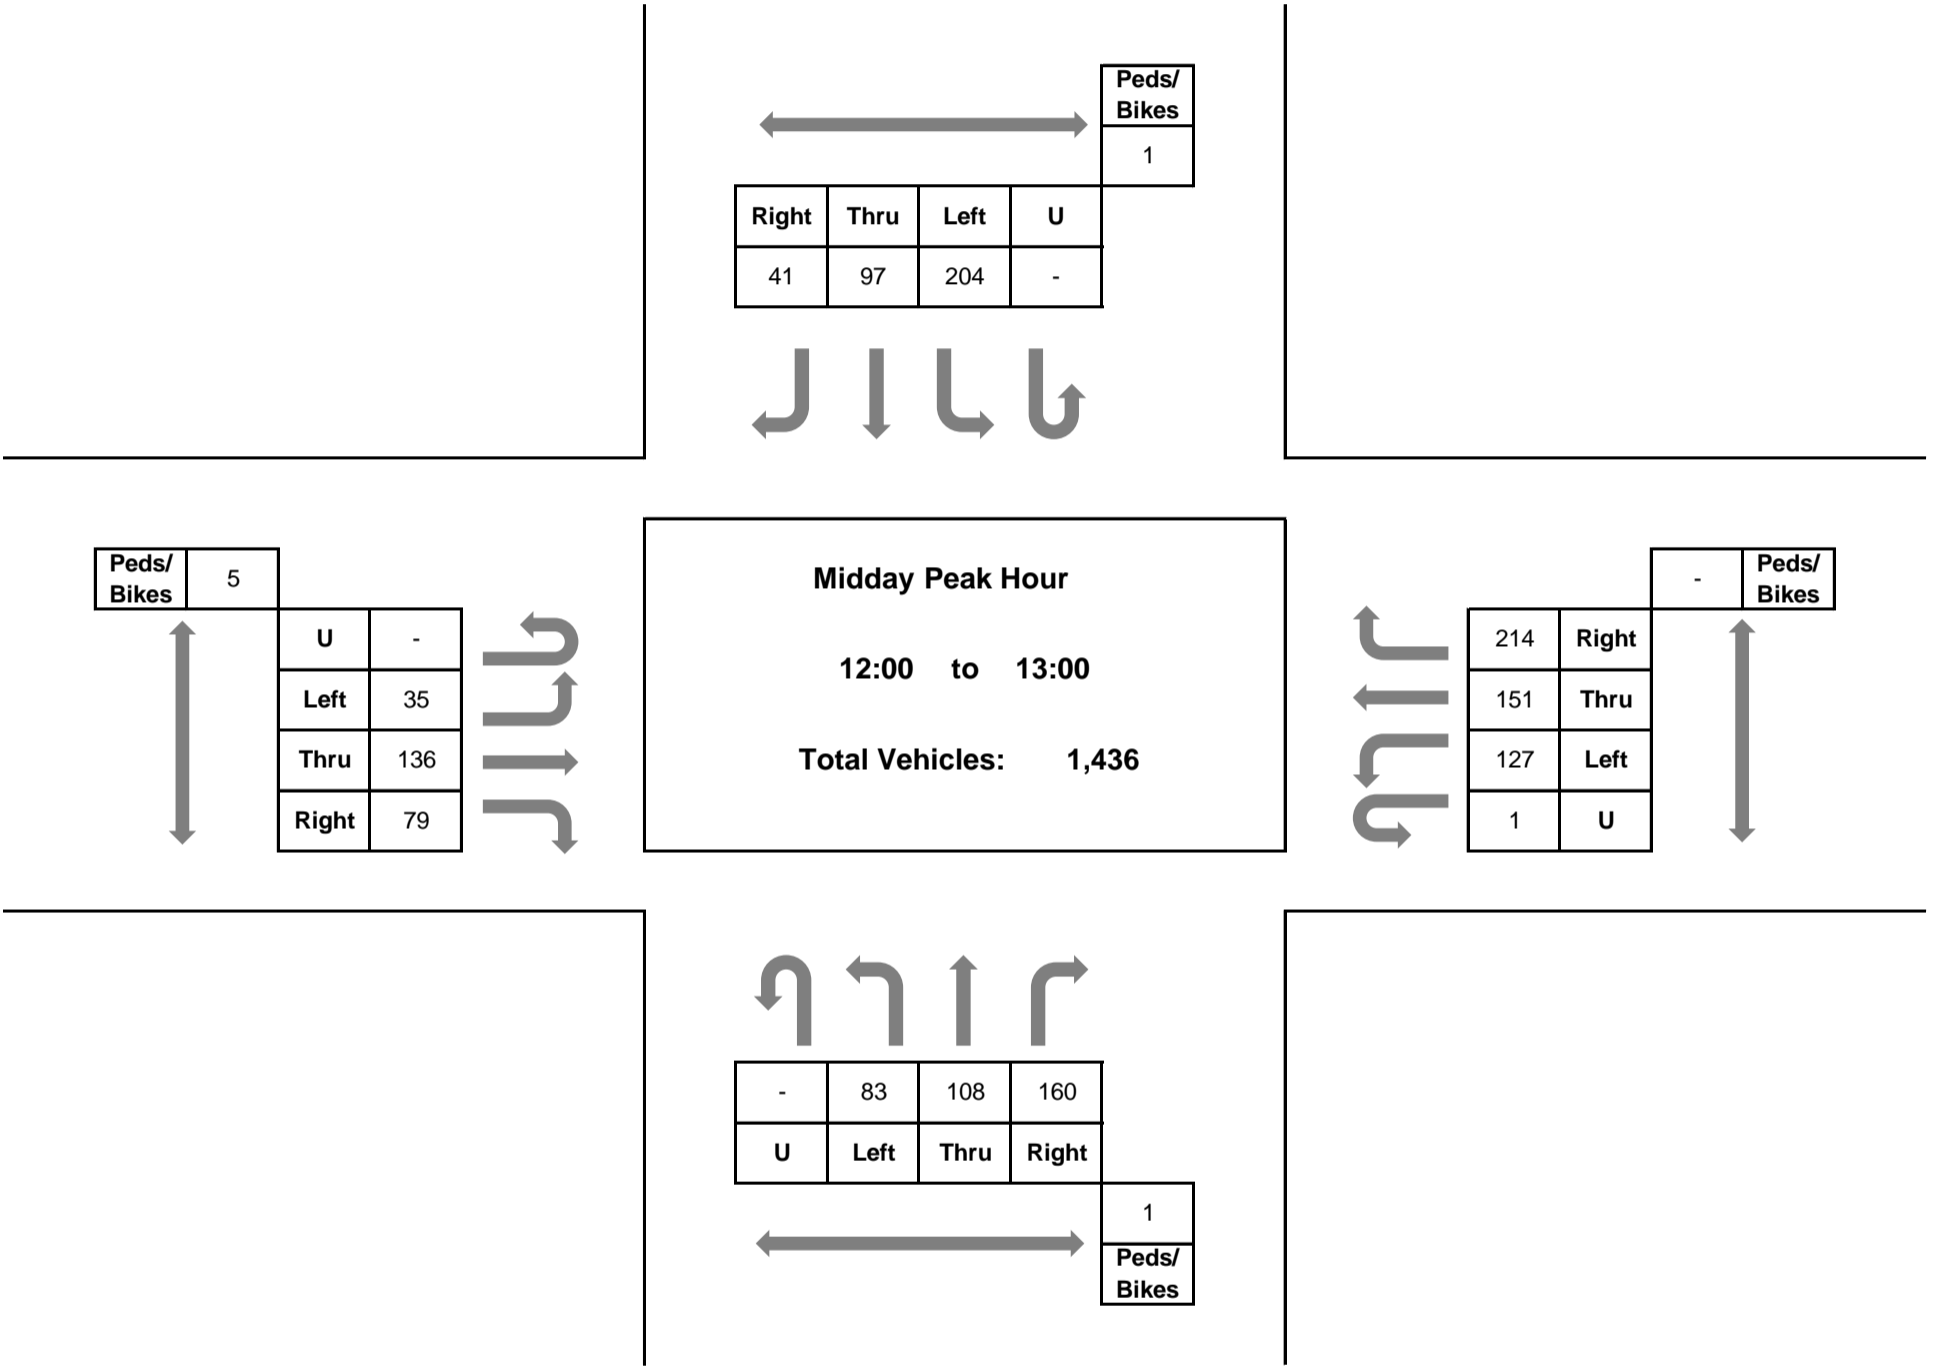 Peds/
Bikes
1
Right Thru Left U
41 97 204 -
Peds/
Bikes
5
U -
Left 35
Thru 136
Right 79
Midday Peak Hour
12:00 to 13:00
Total Vehicles: 1,436
- Peds/
Bikes
214 Right
151 Thru
127 Left
1 U
- 83 108 160
U Left Thru Right
1
Peds/
Bikes